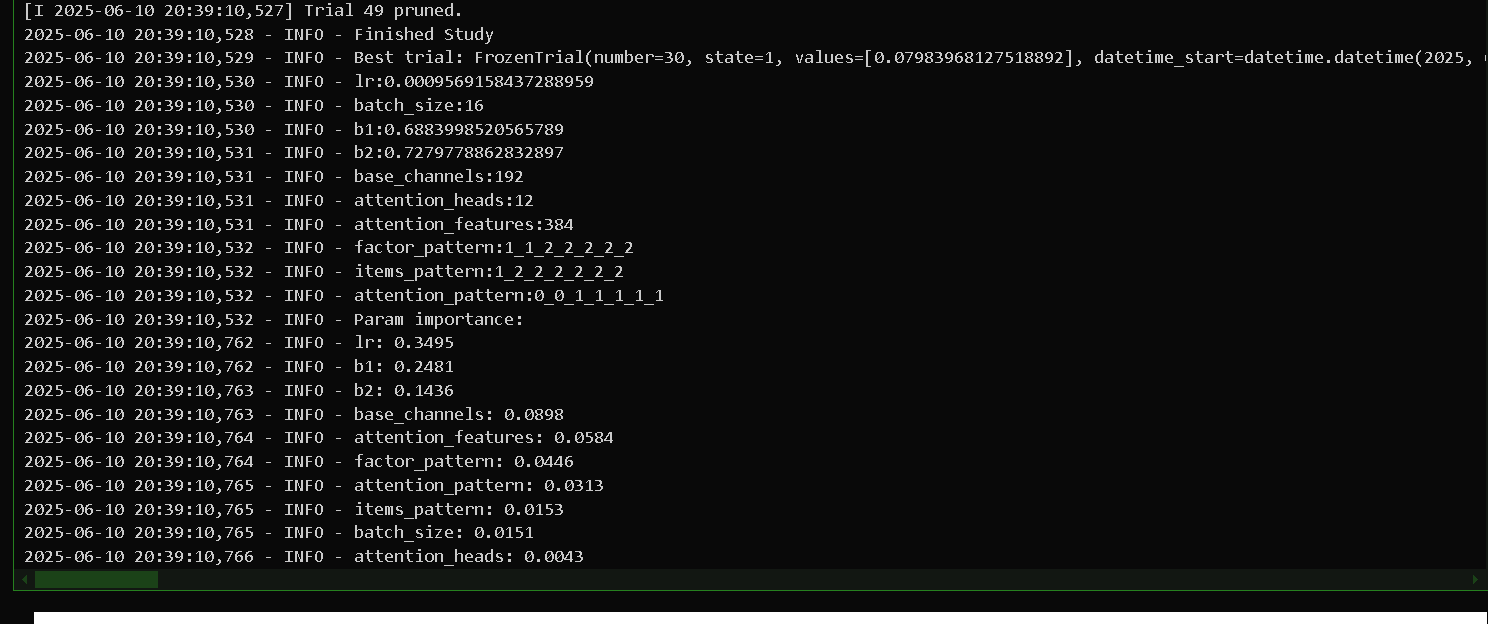 [I 2025-06-10 20:39:10,527] Trial 49 pruned.
2025-06-10 20:39:10,528 - INFO - Finished Study
2025-06-10 20:39:10,529 - INFO - Best trial: FrozenTrial(number=30, state=1, values=[0.07983968127518892], datetime_start=datetime.datetime(2025,
2025-06-10 20:39:10,530 - INFO - lr:0.0009569158437288959
2025-06-10 20:39:10,530 - INFO - batch_size:16
2025-06-10 20:39:10,530 - INFO - b1:0.6883998520565789
2025-06-10 20:39:10,531 - INFO - b2:0.7279778862832897
2025-06-10 20:39:10,531 - INFO - base_channels:192
2025-06-10 20:39:10,531 - INFO - attention_heads:12
2025-06-10 20:39:10,531 - INFO - attention_features:384
2025-06-10 20:39:10,532 - INFO - factor_pattern:1_1_2_2_2_2_2
2025-06-10 20:39:10,532 - INFO - items_pattern:1_2_2_2_2_2_2
2025-06-10 20:39:10,532 - INFO - attention_pattern:0_0_1_1_1_1_1
2025-06-10 20:39:10,532 - INFO - Param importance:
2025-06-10 20:39:10,762 - INFO - lr: 0.3495
2025-06-10 20:39:10,762 - INFO - b1: 0.2481
2025-06-10 20:39:10,763 - INFO - b2: 0.1436
2025-06-10 20:39:10,763 - INFO - base_channels: 0.0898
2025-06-10 20:39:10,764 - INFO - attention_features: 0.0584
2025-06-10 20:39:10,764 - INFO - factor_pattern: 0.0446
2025-06-10 20:39:10,765 - INFO - attention_pattern: 0.0313
2025-06-10 20:39:10,765 - INFO - items_pattern: 0.0153
2025-06-10 20:39:10,765 - INFO - batch_size: 0.0151
2025-06-10 20:39:10,766 - INFO - attention_heads: 0.0043